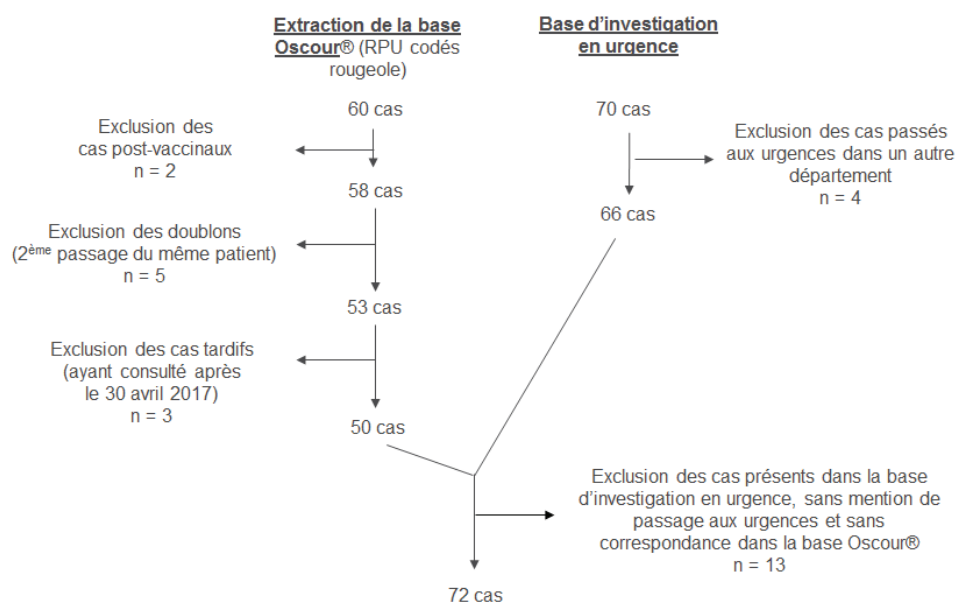 Extraction de la base
Oscour® (RPU codés
rougeole)
Base d’investigation
en urgence
60 cas
70 cas
Exclusion des
cas post-vaccinaux
n = 2
Exclusion des cas passés
aux urgences dans un autre
département
n = 4
58 cas
66 cas
Exclusion des doublons
(2ème passage du même patient)
n = 5
53 cas
Exclusion des cas tardifs
(ayant consulté après
le 30 avril 2017)
n = 3
50 cas
Exclusion des cas présents dans la base
d’investigation en urgence, sans mention de
passage aux urgences et sans
correspondance dans la base Oscour®
n = 13
72 cas